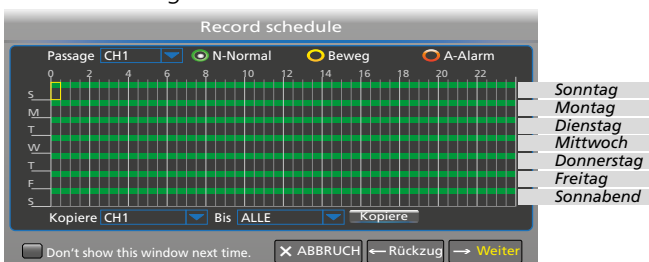 Record schedule
Passage CH1 N-Normal Beweg A-Alarm
0 2 4 6 8 10 12 14 16 18 20 22
S Sonntag
M Montag
T Dienstag
W Mittwoch
T Donnerstag
F Freitag
S Sonnabend
Kopiere CH1 Bis ALLE Kopiere
Don't show this window next time. X ABBRUCH ← Rückzug → Weiter